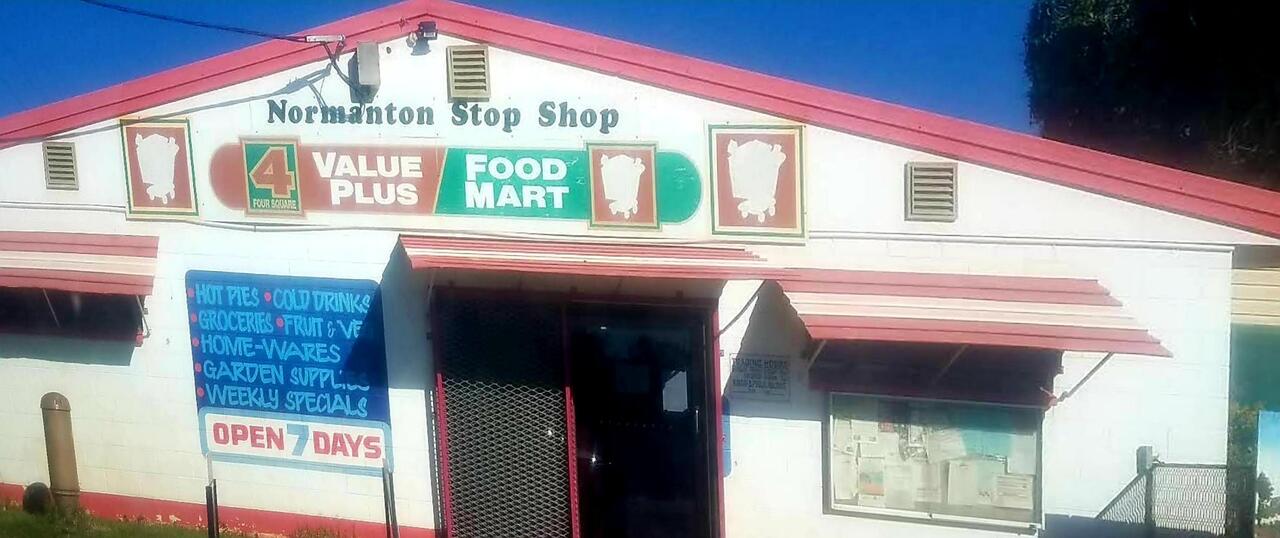 Normanton Stop Shop
4
FOUR SQUARE
VALUE
PLUS
FOOD
MART
• HOT PIES • COLD DRINKS
• GROCERIES • FRUIT & VE
• HOME-WARES
• GARDEN SUPPLIES
• WEEKLY SPECIALS
OPEN 7 DAYS
TRADING HOURS